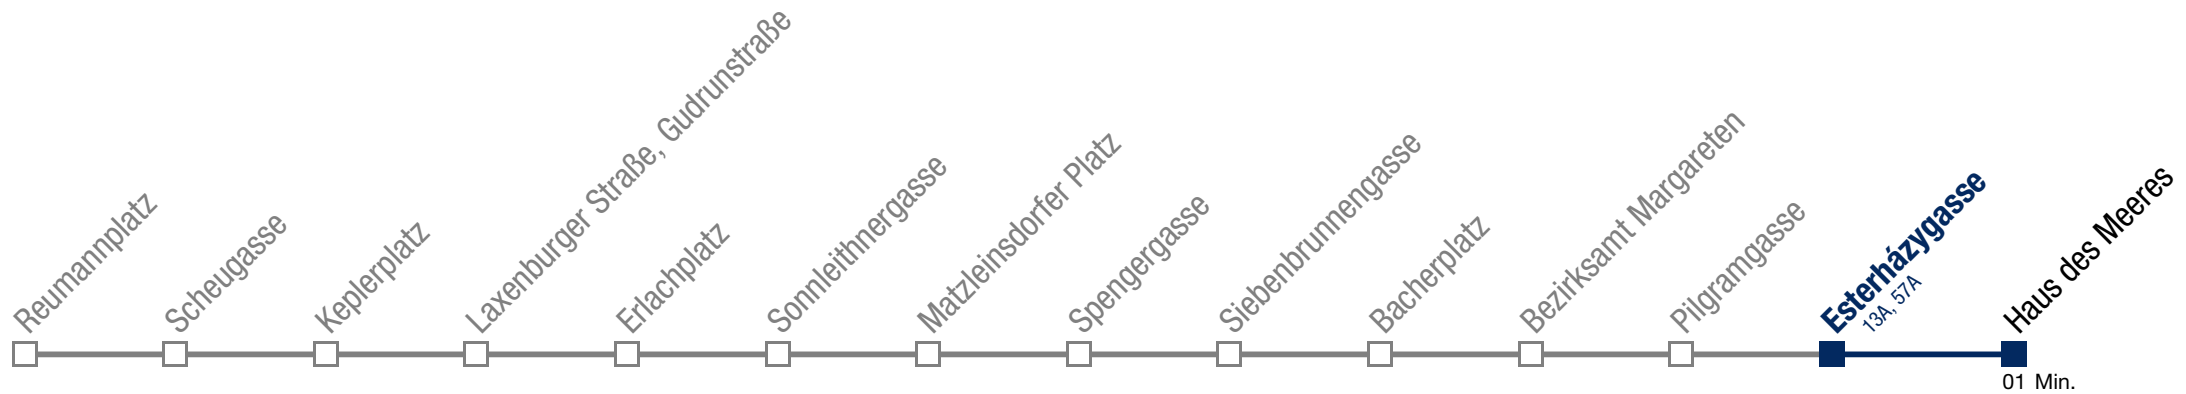 Reumannplatz
Scheugasse
Keplerplatz
Laxenburger Straße, Gudrunstraße
Erlachplatz
Sonnleithnergasse
Matzleinsdorfer Platz
Spengergasse
Siebenbrunnengasse
Bacherplatz
Bezirksamt Margareten
Pilgramgasse
Esterházygasse
13A, 57A
Haus des Meeres
01 Min.